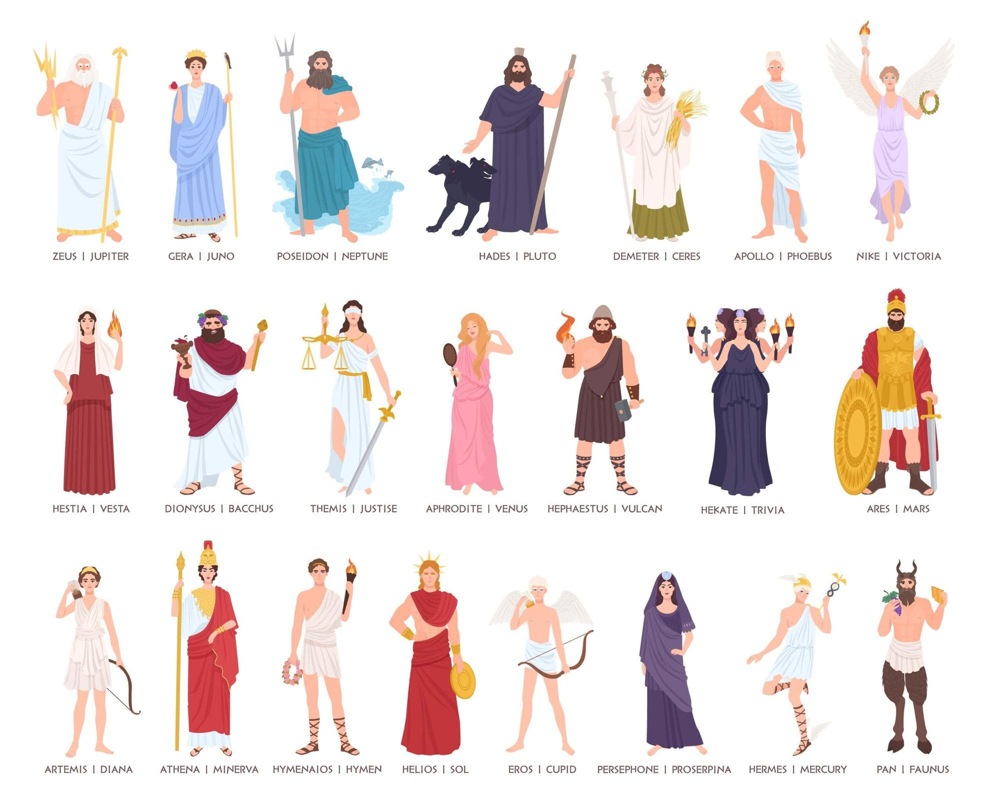 ZEUS | JUPITER
GERA | JUNO
POSEIDON | NEPTUNE
HADES | PLUTO
DEMETER | CERES
APOLLO | PHOEBUS
NIKE | VICTORIA
HESTIA | VESTA
DIONYSUS | BACCHUS
THEMIS | JUSTISE
APHRODITE | VENUS
HEPHAESTUS | VULCAN
HEKATE | TRIVIA
ARES | MARS
ARTEMIS | DIANA
ATHENA | MINERVA
HYMENAIOS | HYMEN
HELIOS | SOL
EROS | CUPID
PERSEPHONE | PROSERPINA
HERMES | MERCURY
PAN | FAUNUS